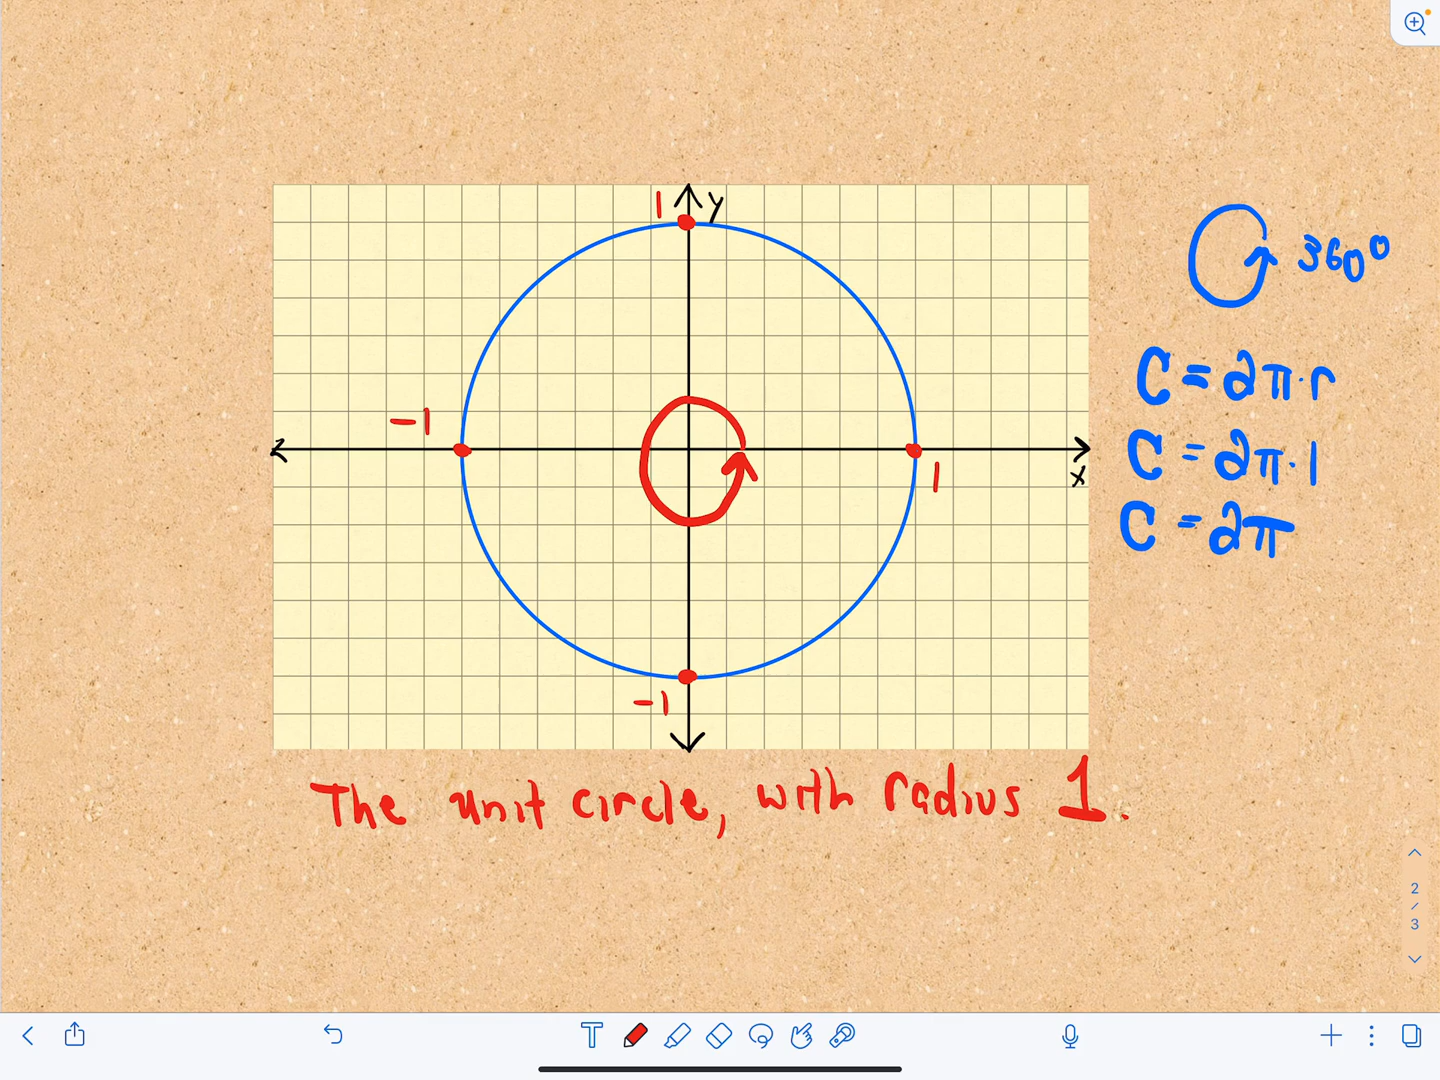 1
y
360°
C = 2π·r
-1
C = 2π·1
1
x
C = 2π
-1
The unit circle, with radius 1.
2
/
3
T